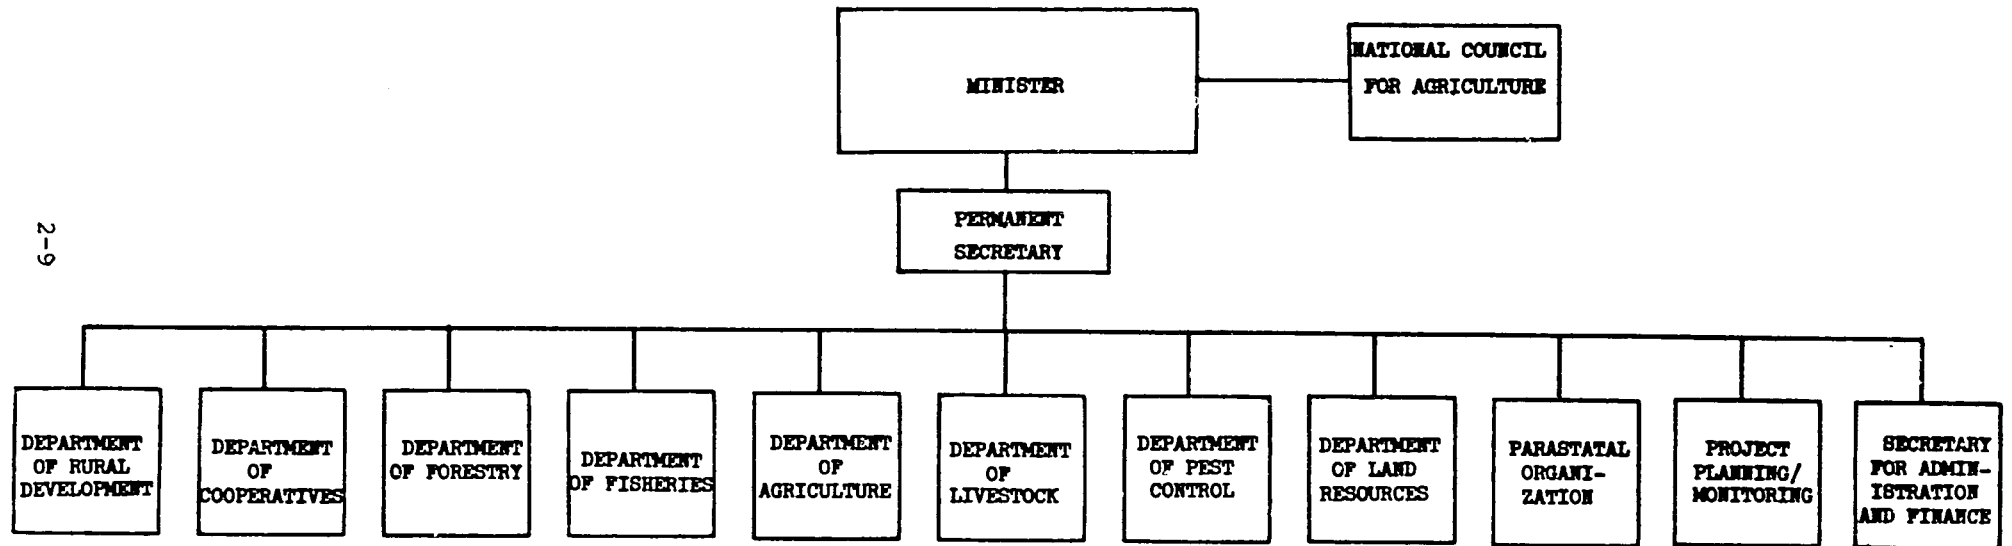 MINISTER
NATIONAL COUNCIL
FOR AGRICULTURE
PERMANENT
SECRETARY
2-9
DEPARTMENT
OF RURAL
DEVELOPMENT
DEPARTMENT
OF
COOPERATIVES
DEPARTMENT
OF FORESTRY
DEPARTMENT
OF FISHERIES
DEPARTMENT
OF
AGRICULTURE
DEPARTMENT
OF
LIVESTOCK
DEPARTMENT
OF PEST
CONTROL
DEPARTMENT
OF LAND
RESOURCES
PARASTATAL
ORGANI-
ZATION
PROJECT
PLANNING/
MONITORING
SECRETARY
FOR ADMIN-
ISTRATION
AND FINANCE